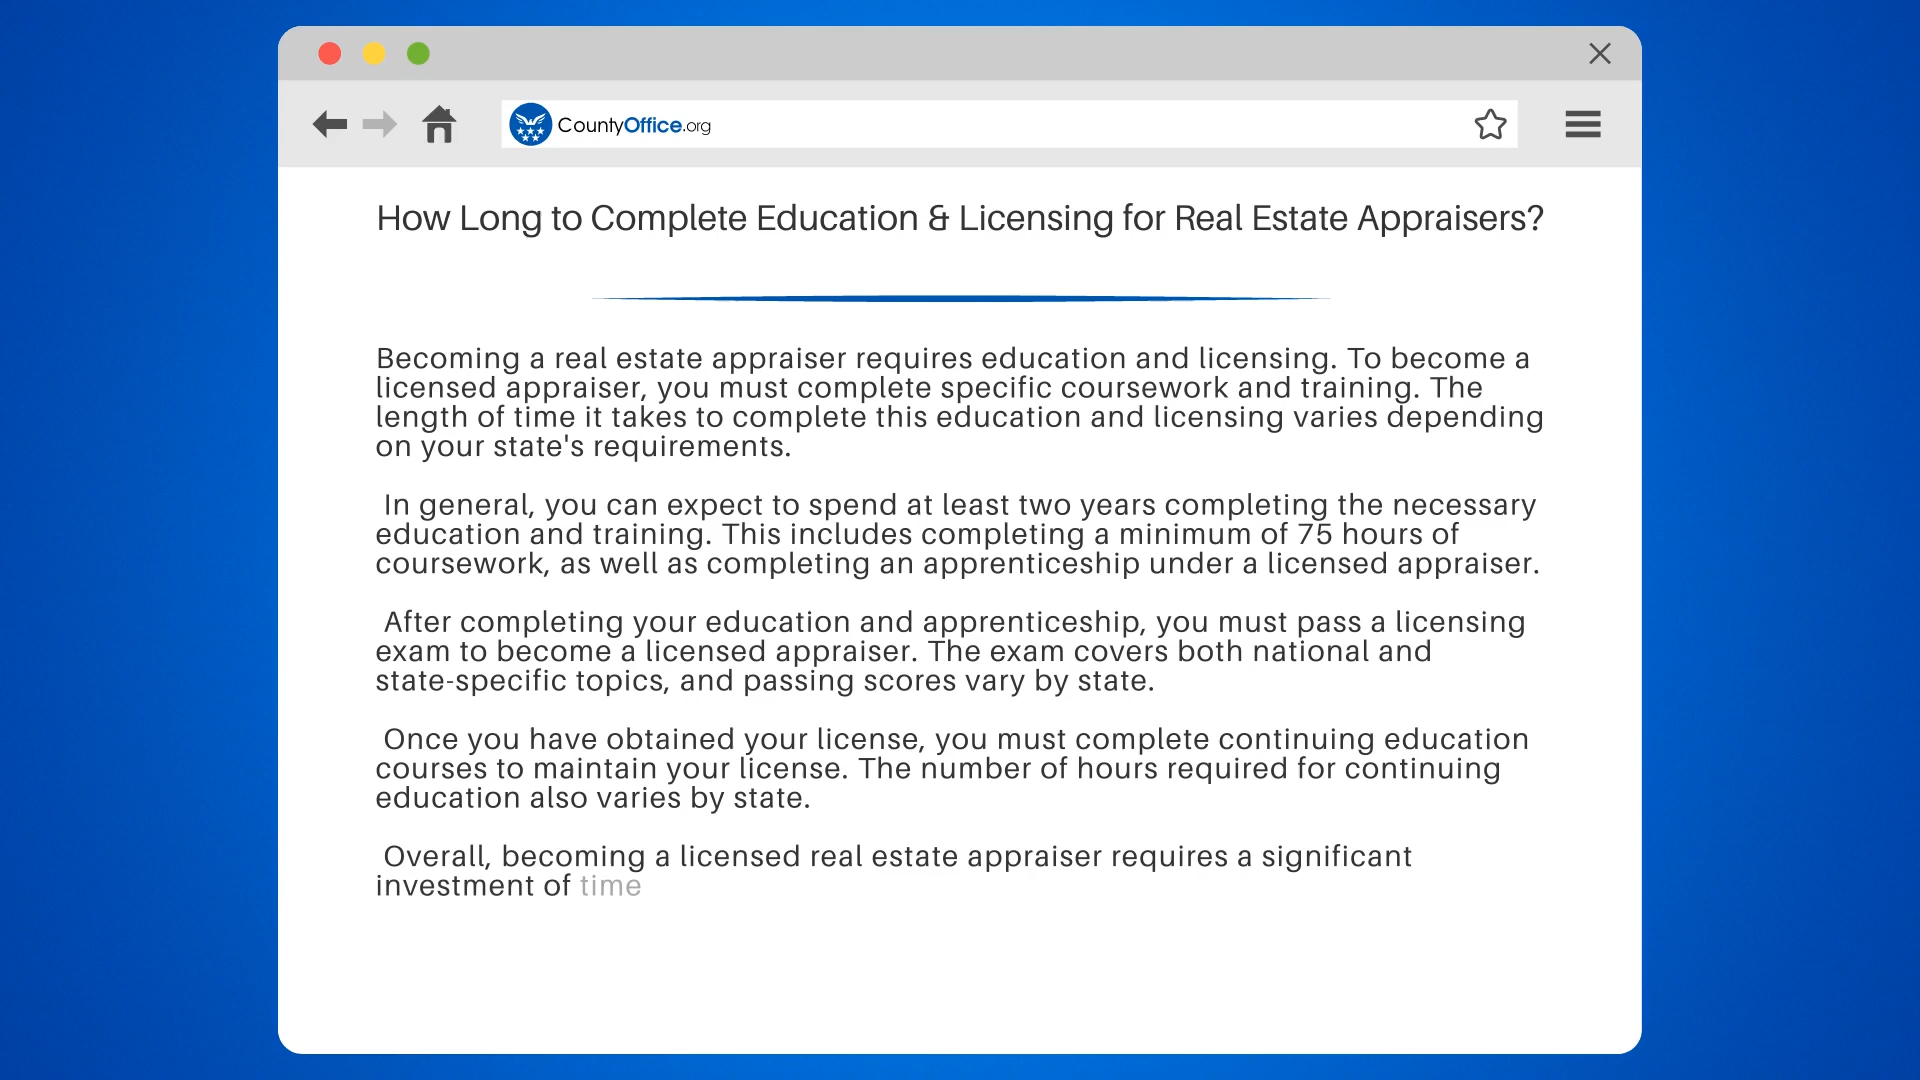 CountyOffice.org
How Long to Complete Education & Licensing for Real Estate Appraisers?
Becoming a real estate appraiser requires education and licensing. To become a
licensed appraiser, you must complete specific coursework and training. The
length of time it takes to complete this education and licensing varies depending
on your state's requirements.
In general, you can expect to spend at least two years completing the necessary
education and training. This includes completing a minimum of 75 hours of
coursework, as well as completing an apprenticeship under a licensed appraiser.
After completing your education and apprenticeship, you must pass a licensing
exam to become a licensed appraiser. The exam covers both national and
state-specific topics, and passing scores vary by state.
Once you have obtained your license, you must complete continuing education
courses to maintain your license. The number of hours required for continuing
education also varies by state.
Overall, becoming a licensed real estate appraiser requires a significant
investment of time